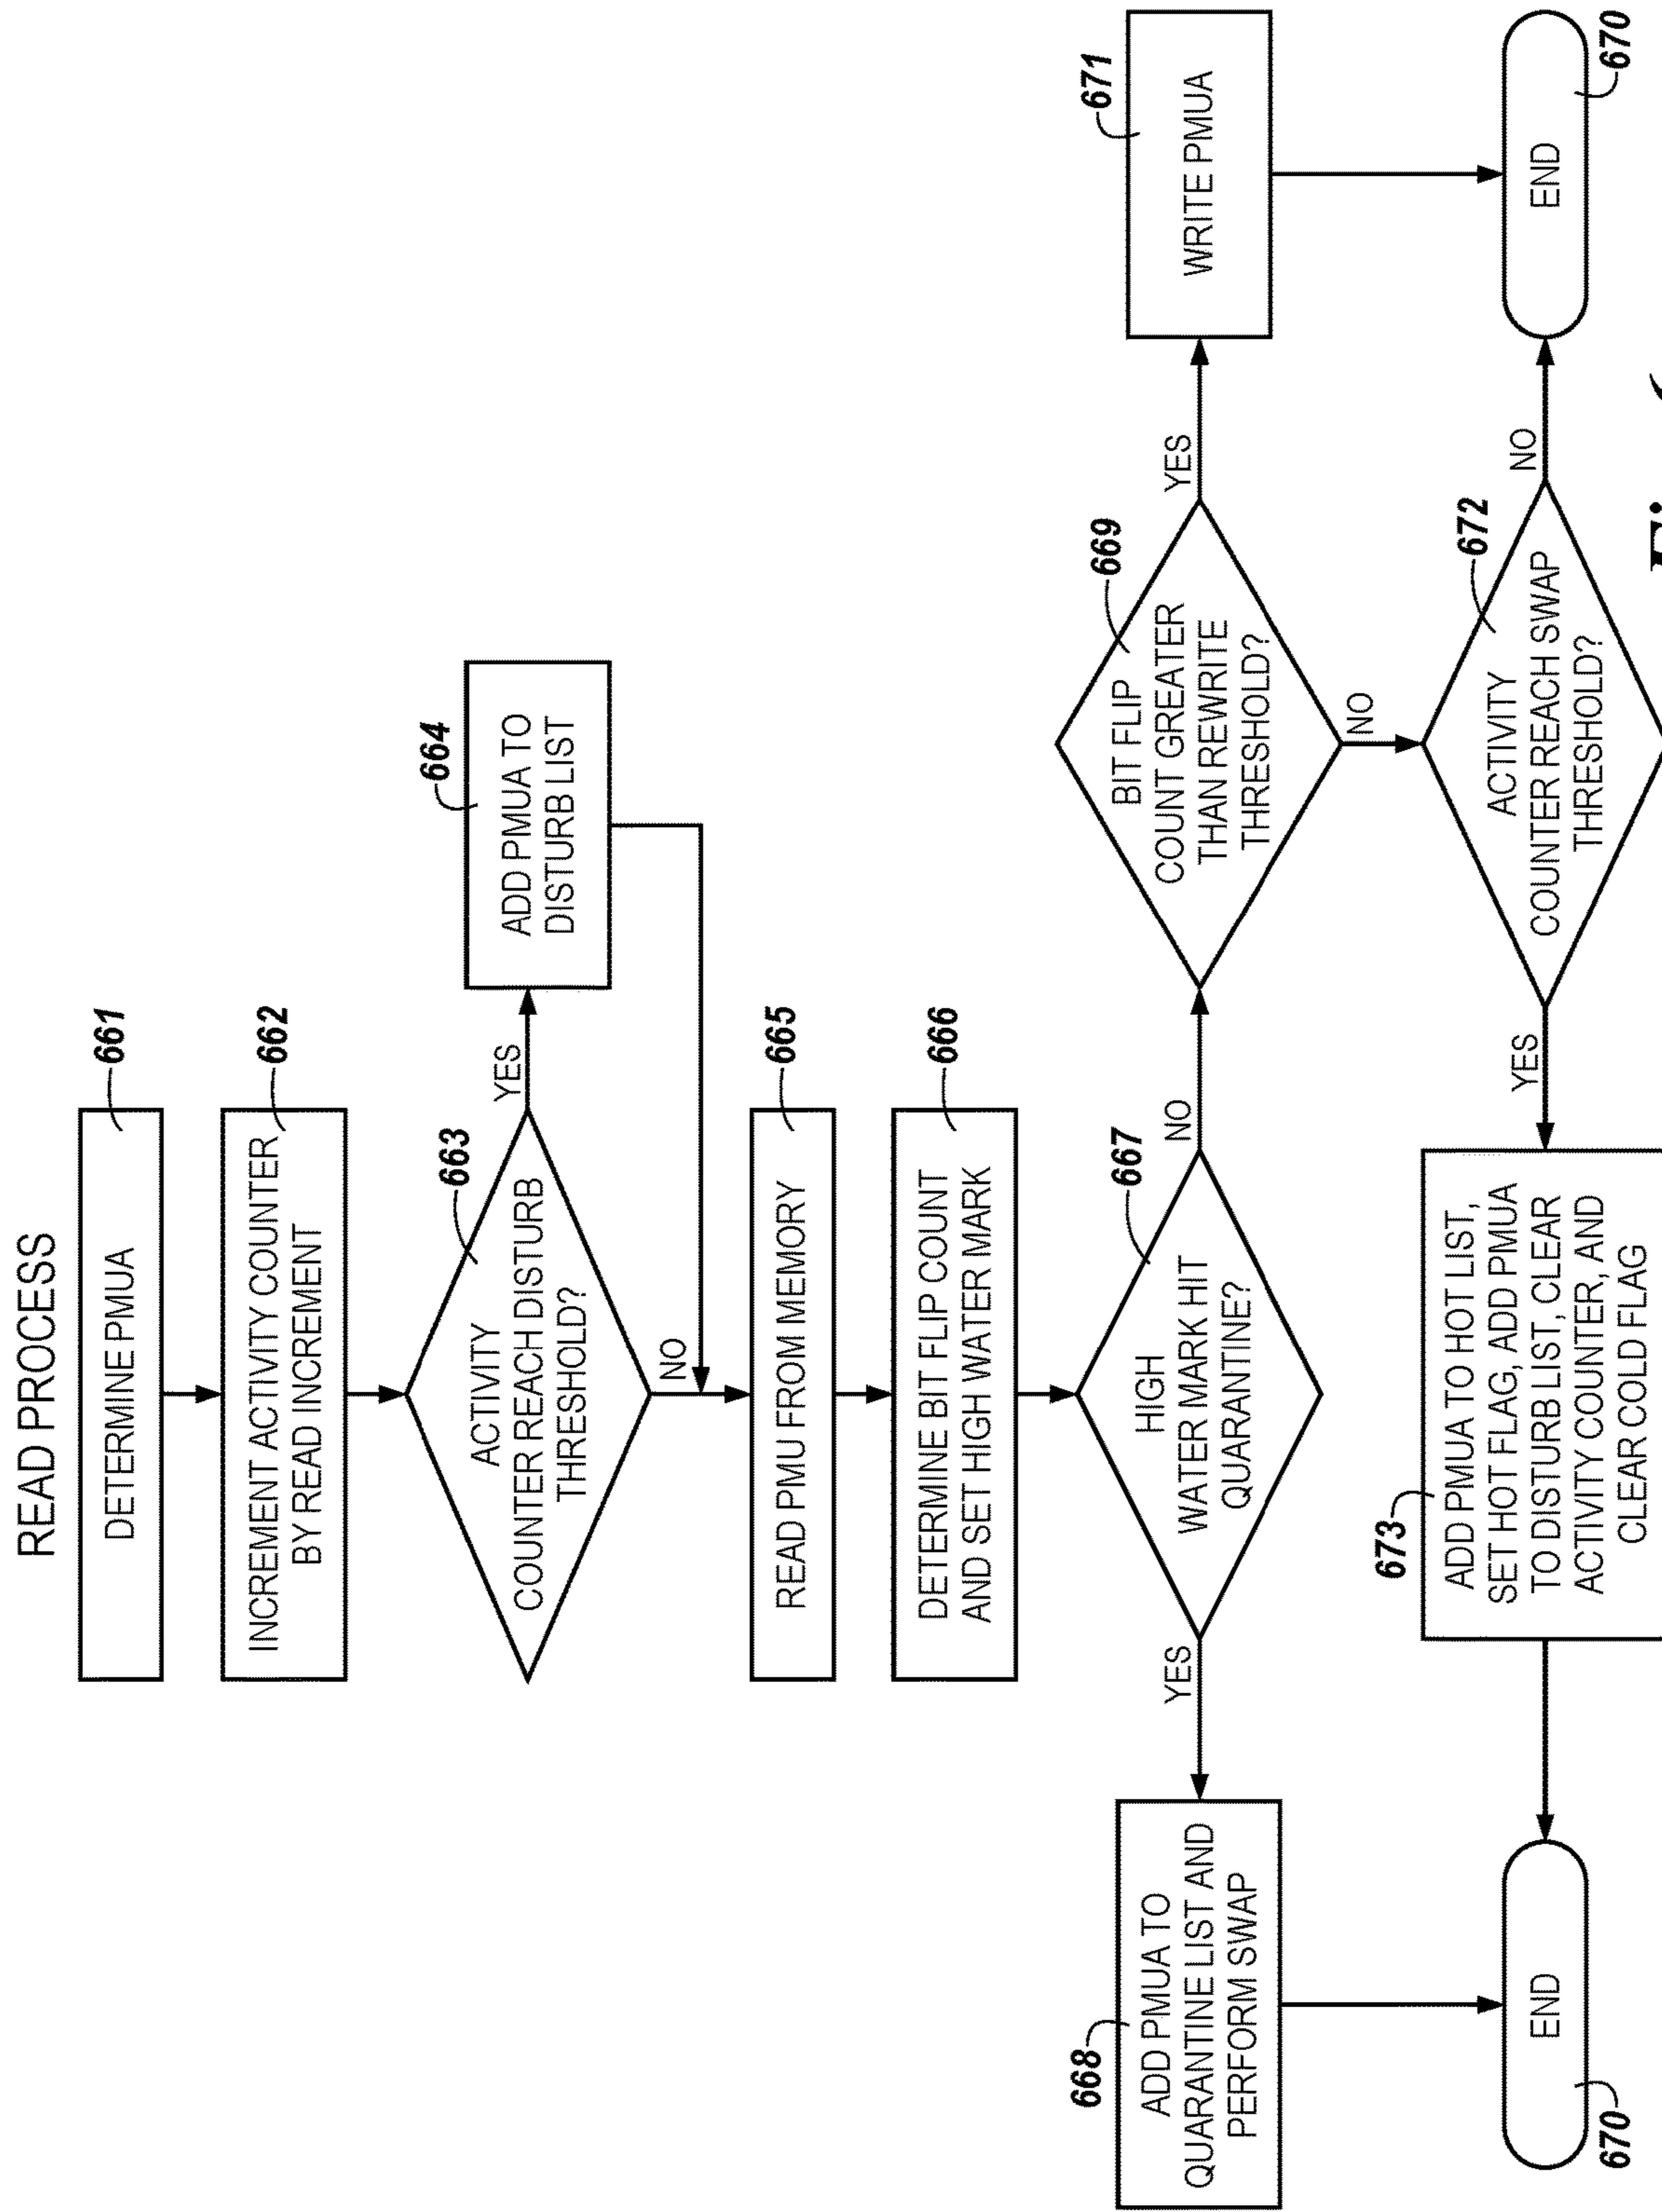 READ PROCESS
661
DETERMINE PMUA
662
INCREMENT ACTIVITY COUNTER
BY READ INCREMENT
663
ACTIVITY
COUNTER REACH DISTURB
THRESHOLD?
YES
NO
664
ADD PMUA TO
DISTURB LIST
665
READ PMU FROM MEMORY
666
DETERMINE BIT FLIP COUNT
AND SET HIGH WATER MARK
667
HIGH
WATER MARK HIT
QUARANTINE?
YES
NO
668
ADD PMUA TO
QUARANTINE LIST AND
PERFORM SWAP
669
BIT FLIP
COUNT GREATER
THAN REWRITE
THRESHOLD?
YES
NO
671
WRITE PMUA
672
ACTIVITY
COUNTER REACH SWAP
THRESHOLD?
YES
NO
673
ADD PMUA TO HOT LIST,
SET HOT FLAG, ADD PMUA
TO DISTURB LIST, CLEAR
ACTIVITY COUNTER, AND
CLEAR COLD FLAG
END
670
END
670